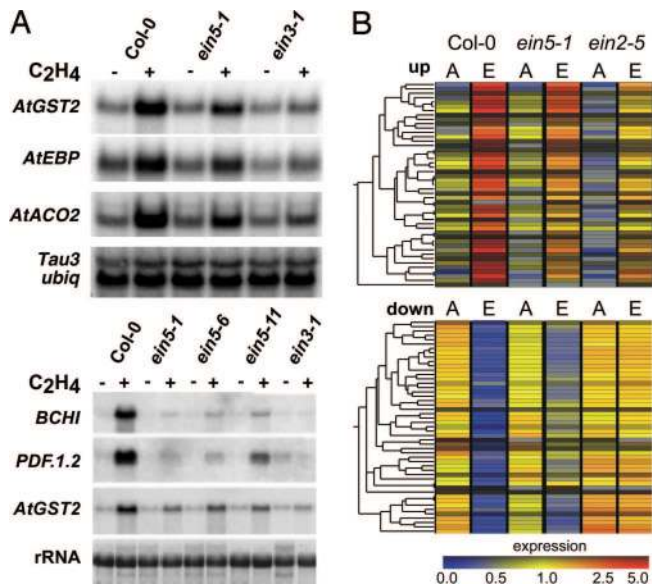 A
Col-0 ein5-1 ein3-1
C2H4 - + - + - +
AtGST2
AtEBP
AtACO2
Tau3
ubiq
Col-0 ein5-1 ein5-6 ein5-11 ein3-1
C2H4 - + - + - + - + - +
BCHI
PDF.1.2
AtGST2
rRNA
B
Col-0 ein5-1 ein2-5
up A E A E A E
down A E A E A E
expression
0.0 0.5 1.0 2.5 5.0